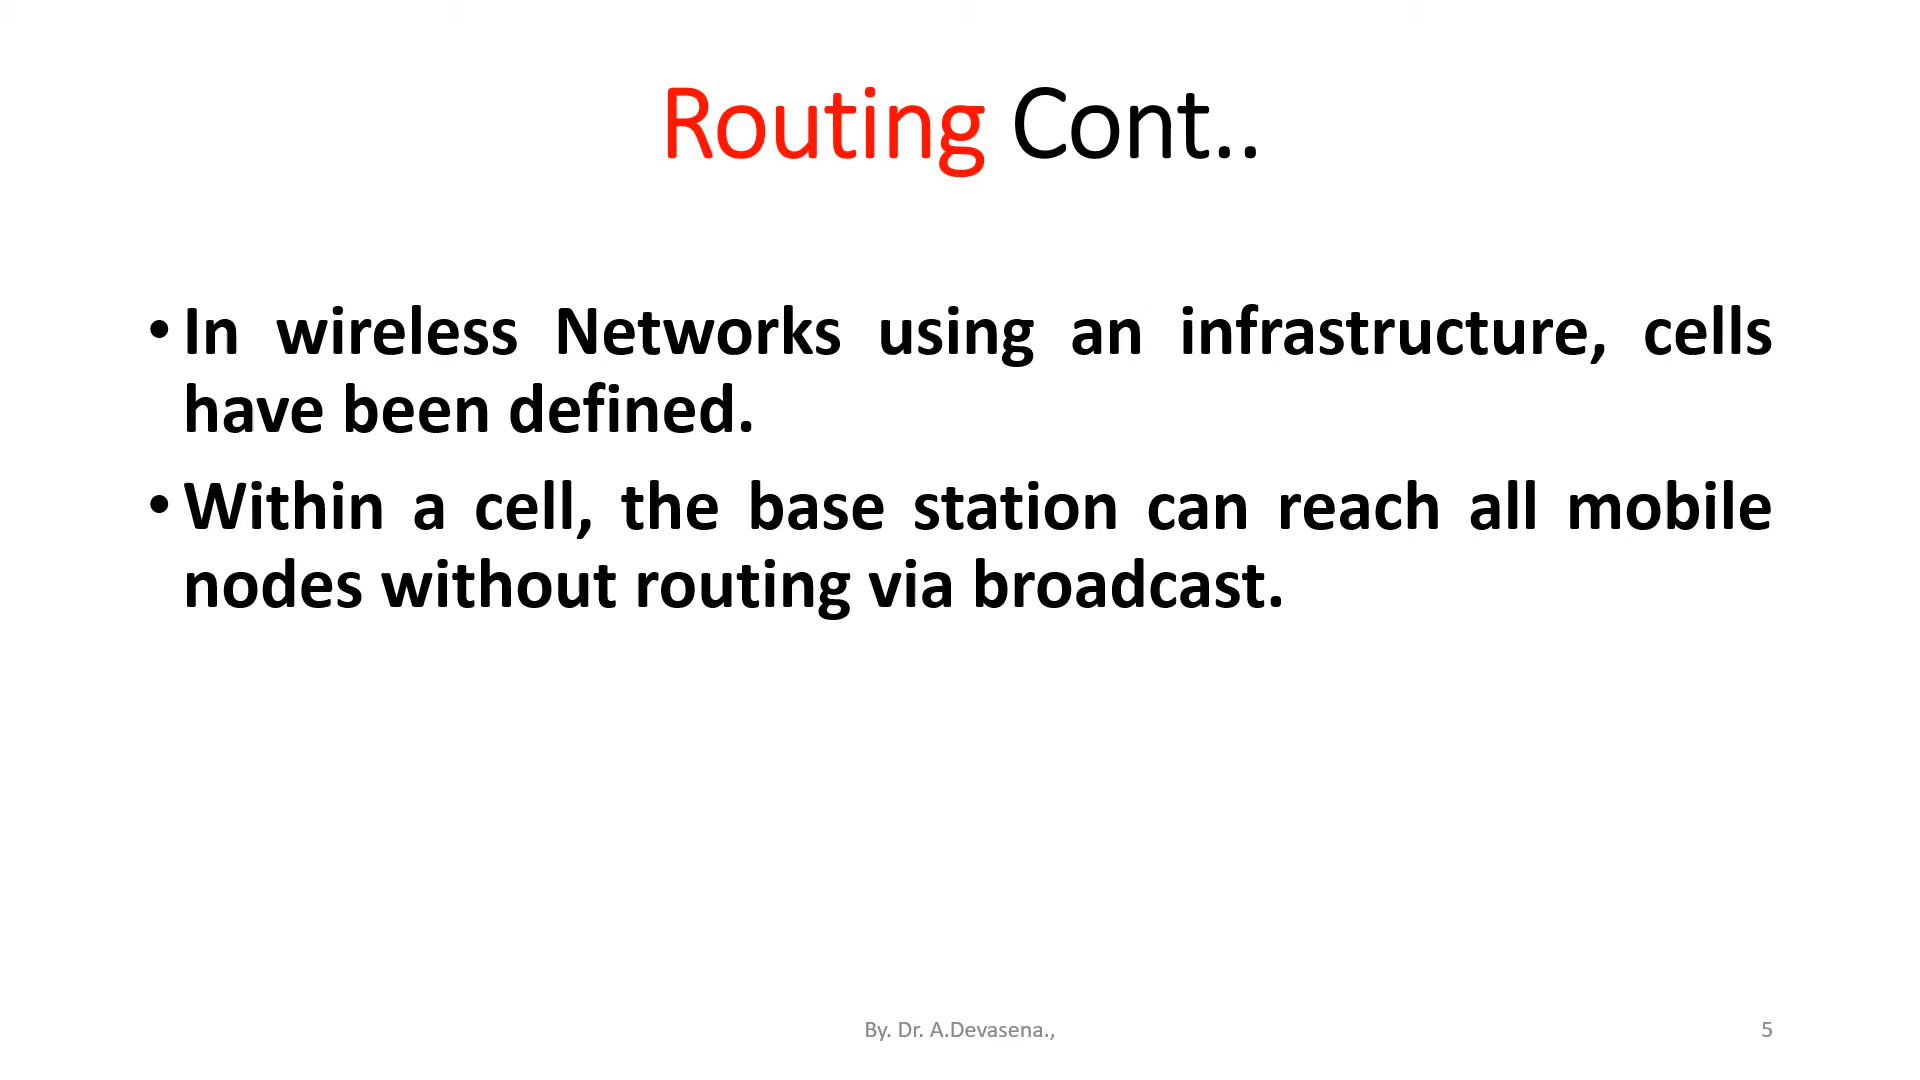 Routing Cont..
• In wireless Networks using an infrastructure, cells
have been defined.
• Within a cell, the base station can reach all mobile
nodes without routing via broadcast.
By. Dr. A.Devasena.,
5